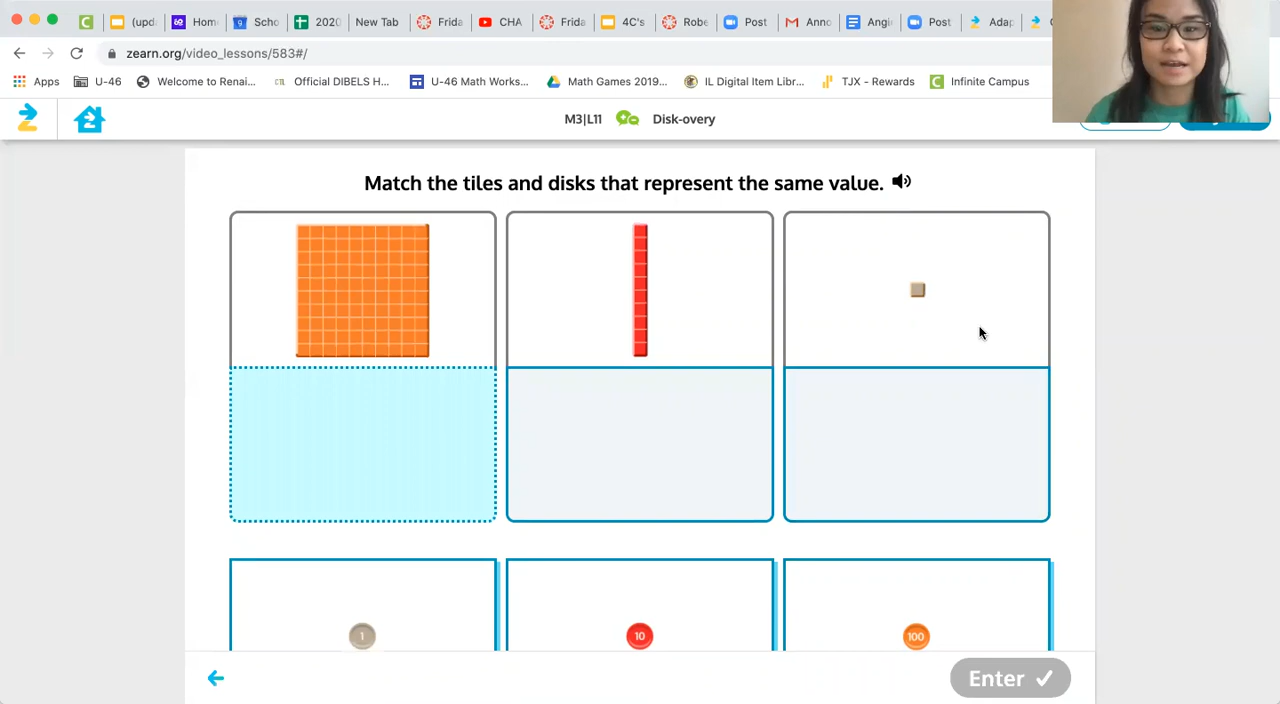 (upd Hom Scho 2020 New Tab Frida CHA Frida 4C's Robe Post Anno Angi Post Adap
zearn.org/video_lessons/583#/
Apps U-46 Welcome to Renai... CTL Official DIBELS H... U-46 Math Works... Math Games 2019... IL Digital Item Libr... TJX - Rewards Infinite Campus
M3|L11 Disk-overy
Match the tiles and disks that represent the same value.
1 10 100
Enter